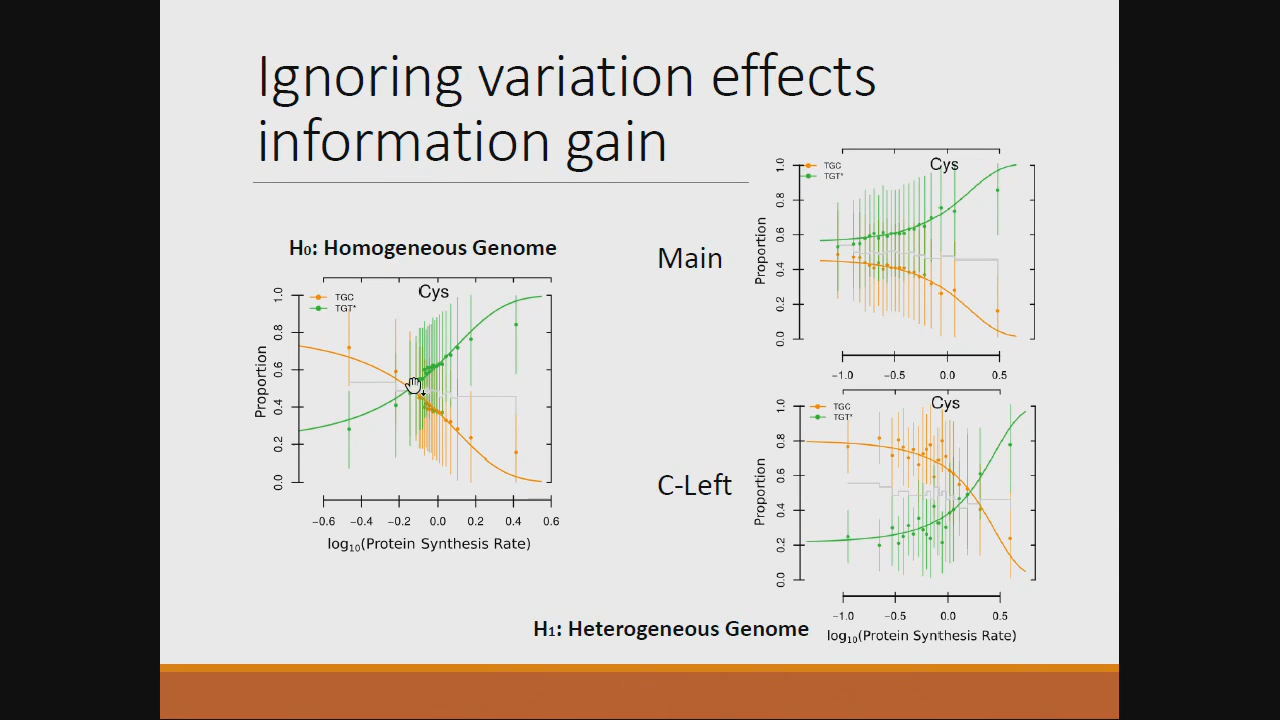 Ignoring variation effects
information gain
H₀: Homogeneous Genome
Cys
TGC
TGT*
Proportion
0.0
0.2
0.4
0.6
0.8
1.0
−0.6 −0.4 −0.2 0.0 0.2 0.4 0.6
log₁₀(Protein Synthesis Rate)
Main
Cys
TGC
TGT*
Proportion
0.0
0.2
0.4
0.6
0.8
1.0
−1.0 −0.5 0.0 0.5
C-Left
Cys
TGC
TGT*
Proportion
0.0
0.2
0.4
0.6
0.8
1.0
−1.0 −0.5 0.0 0.5
H₁: Heterogeneous Genome
log₁₀(Protein Synthesis Rate)